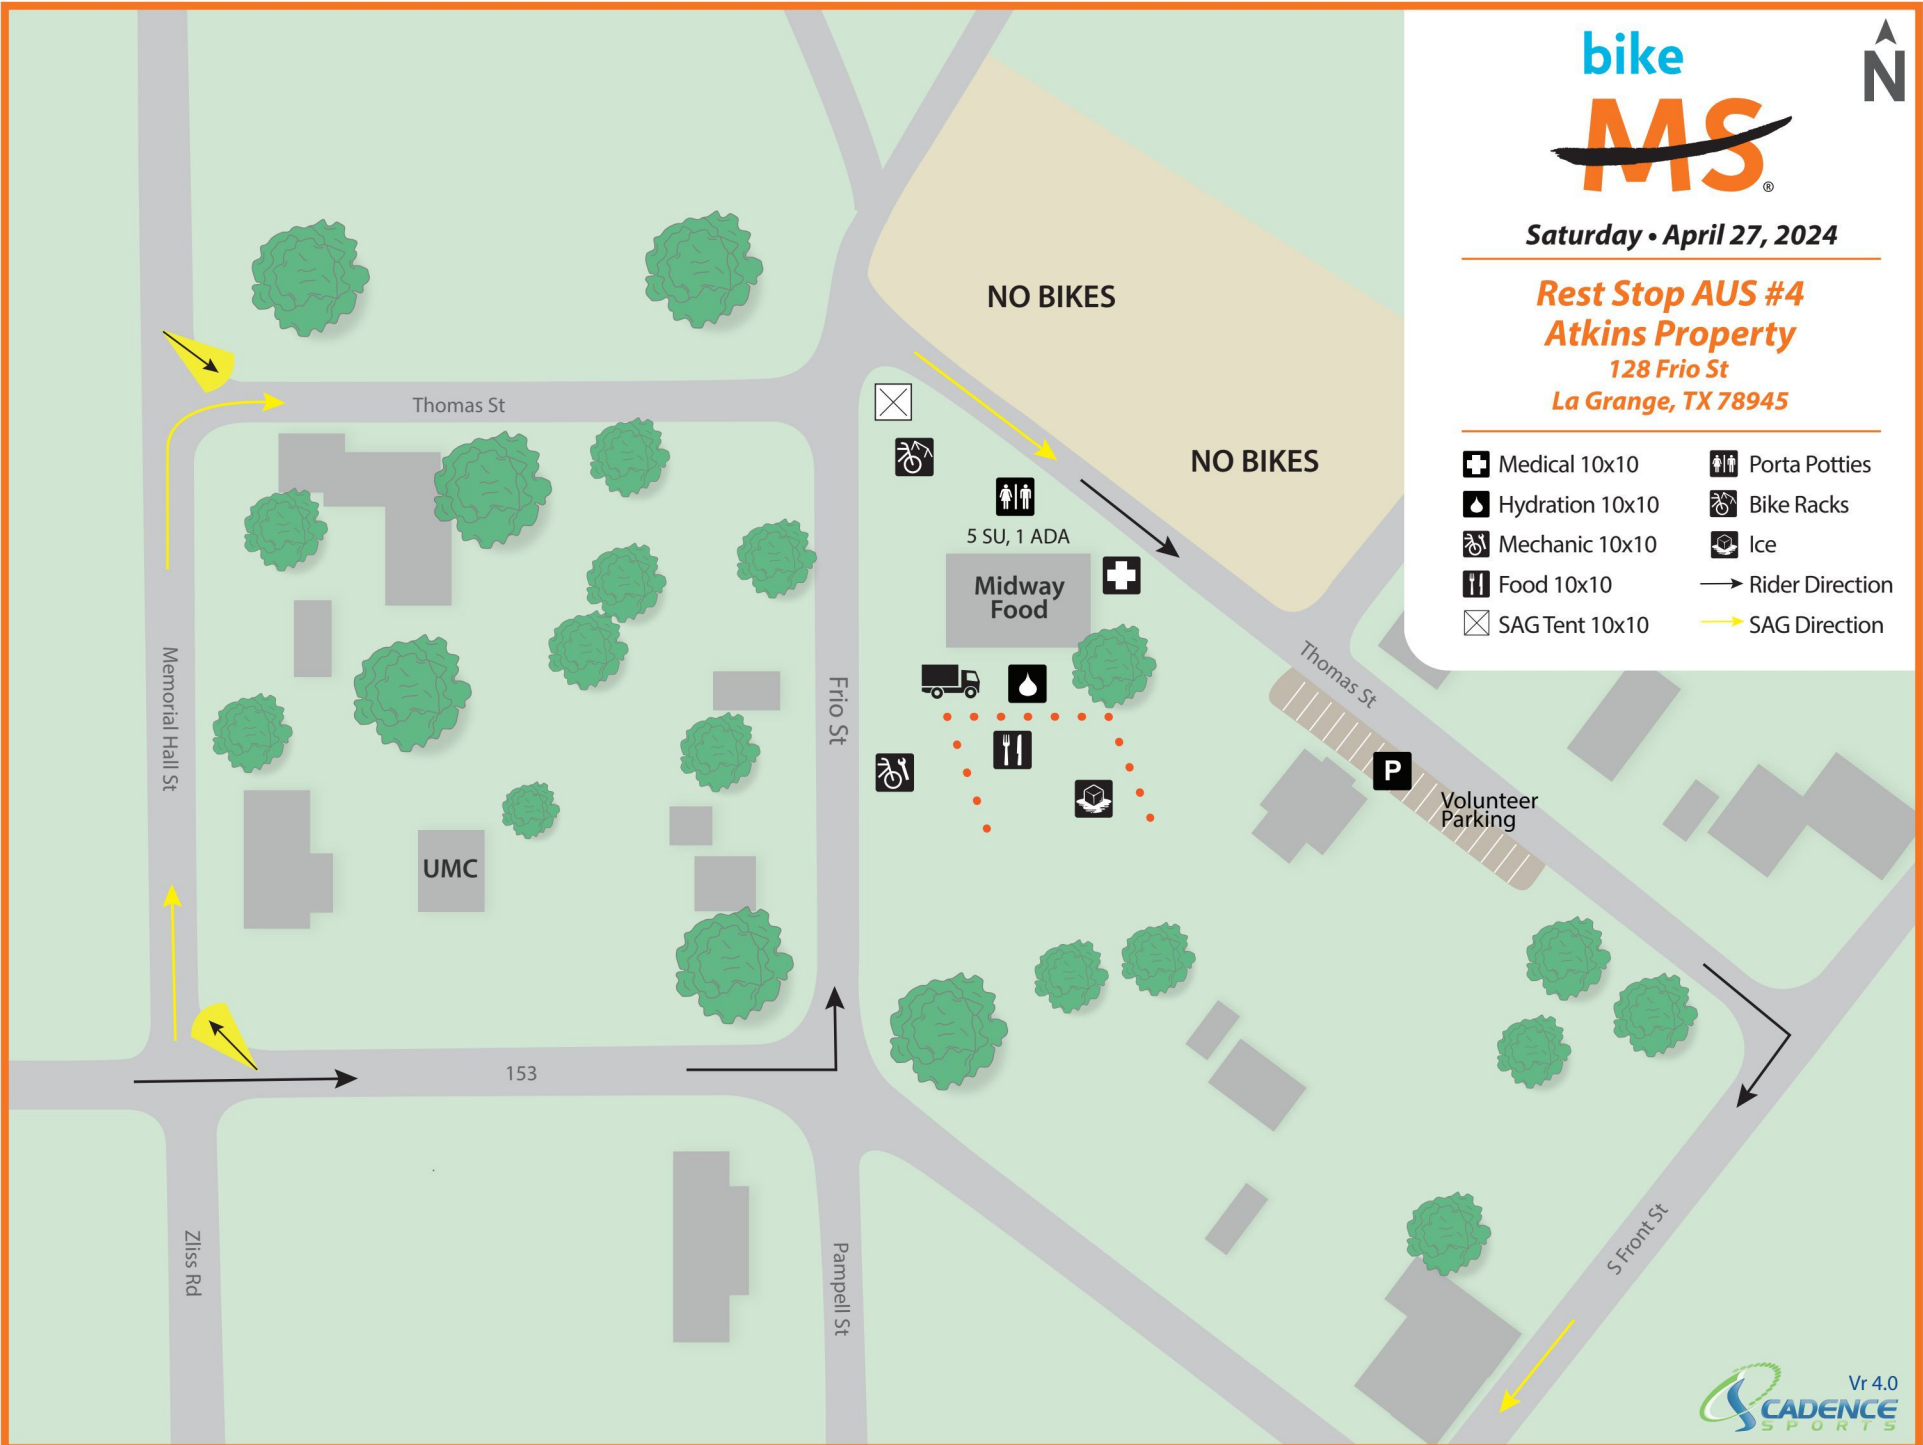 bike
MS®
N
Saturday • April 27, 2024
Rest Stop AUS #4
Atkins Property
128 Frio St
La Grange, TX 78945
Medical 10x10
Hydration 10x10
Mechanic 10x10
Food 10x10
SAG Tent 10x10
Porta Potties
Bike Racks
Ice
Rider Direction
SAG Direction
NO BIKES
NO BIKES
Thomas St
5 SU, 1 ADA
Midway
Food
Memorial Hall St
Frio St
Thomas St
P
Volunteer
Parking
UMC
153
Zliss Rd
Pampell St
S Front St
Vr 4.0
CADENCE
SPORTS